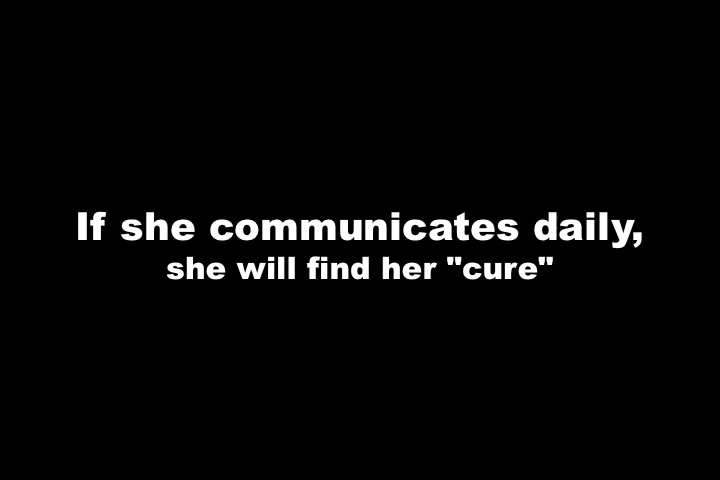 If she communicates daily,
she will find her "cure"